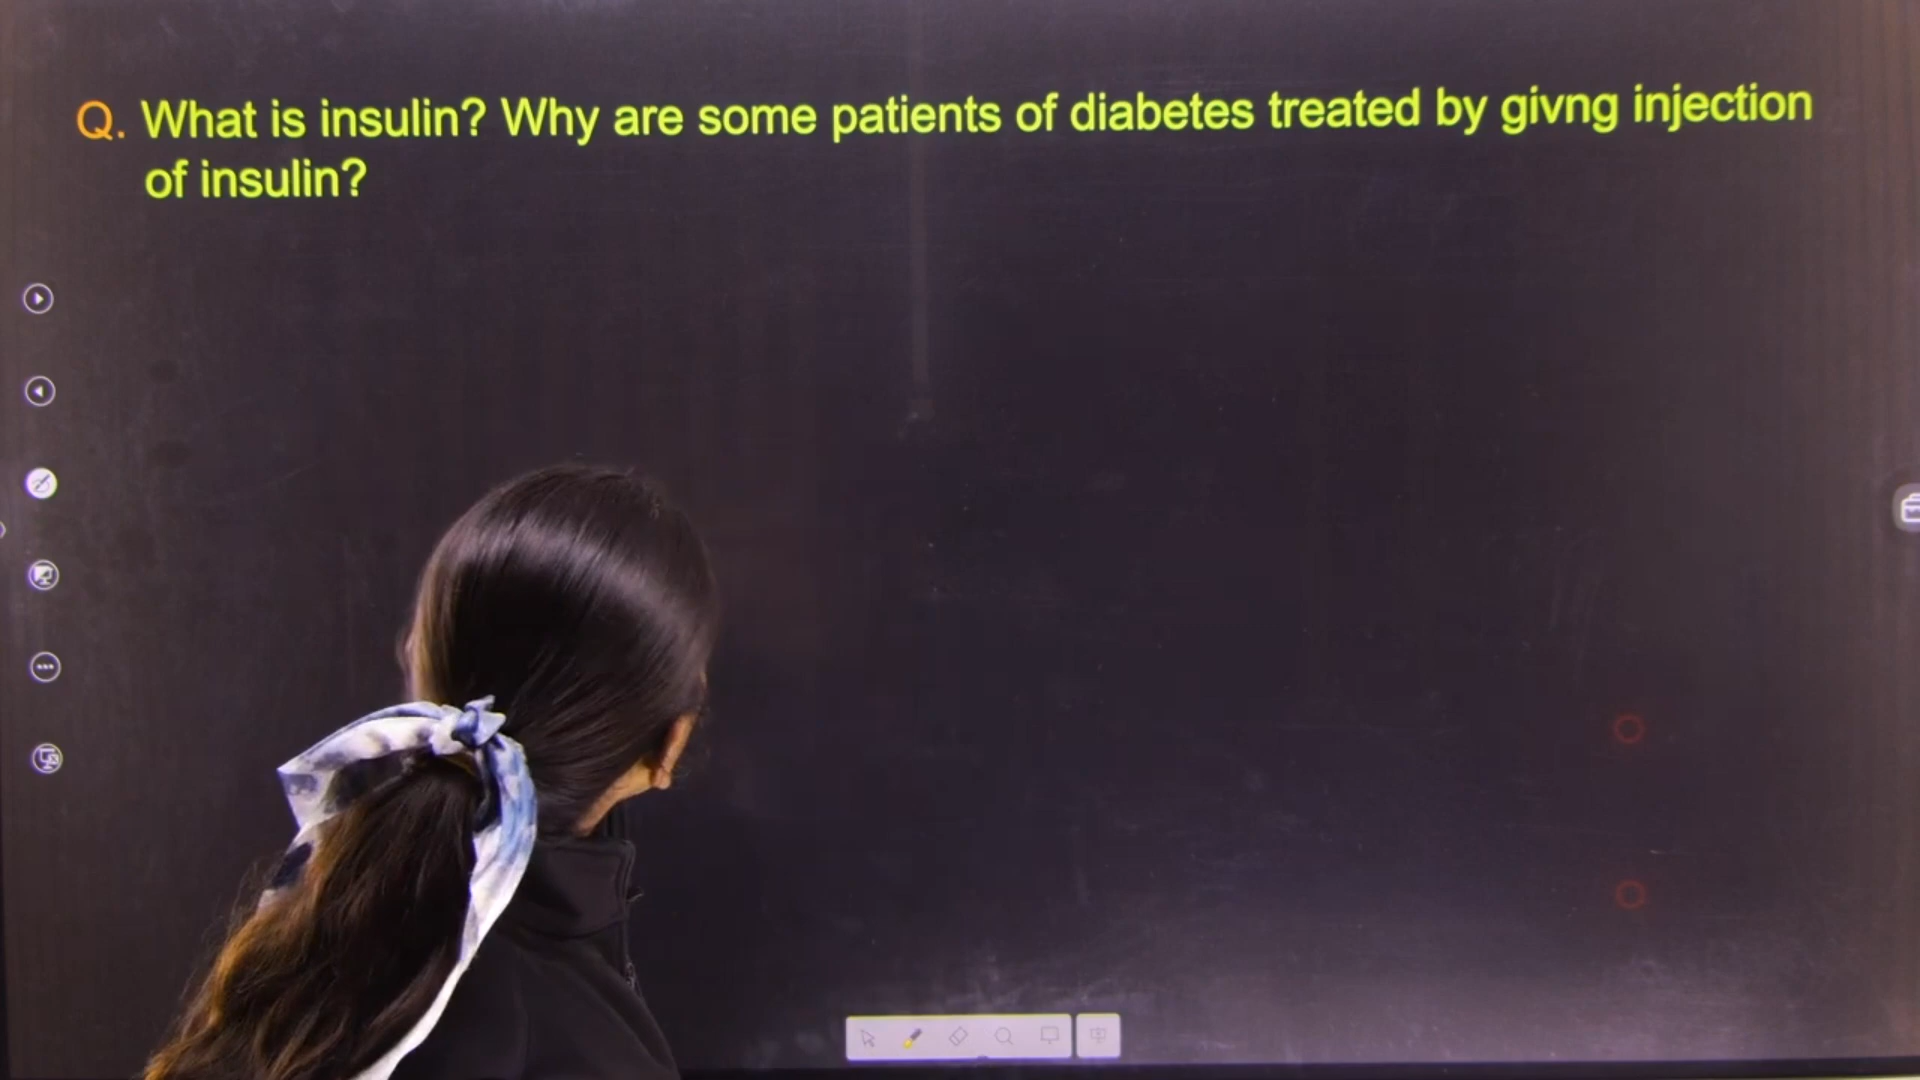 Q. What is insulin? Why are some patients of diabetes treated by givng injection
of insulin?